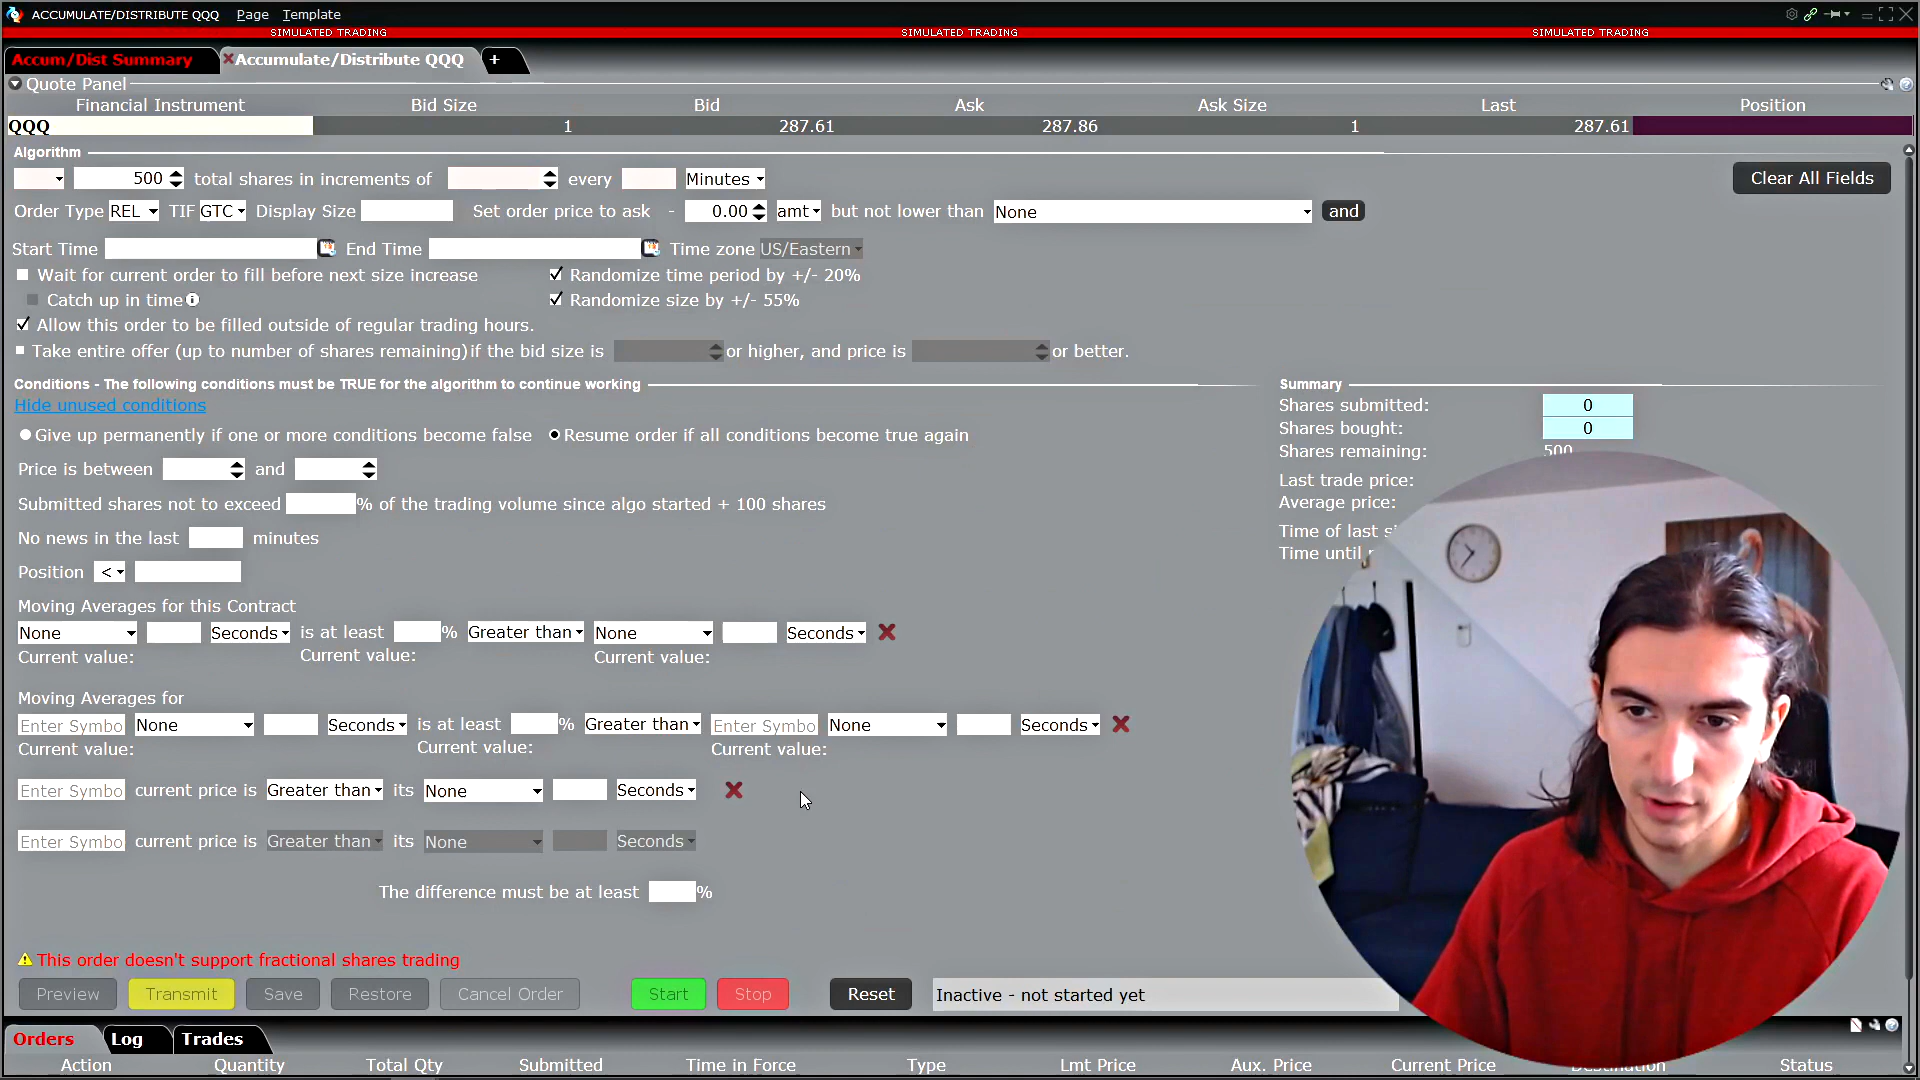 ACCUMULATE/DISTRIBUTE QQQ Page Template
SIMULATED TRADING SIMULATED TRADING SIMULATED TRADING
Accum/Dist Summary Accumulate/Distribute QQQ +
Quote Panel
Financial Instrument Bid Size Bid Ask Ask Size Last Position
QQQ 1 287.61 287.86 1 287.61
Algorithm
500 total shares in increments of every Minutes
Clear All Fields
Order Type REL TIF GTC Display Size Set order price to ask - 0.00 amt but not lower than None and
Start Time End Time Time zone US/Eastern
Wait for current order to fill before next size increase Randomize time period by +/- 20%
Catch up in time Randomize size by +/- 55%
Allow this order to be filled outside of regular trading hours.
Take entire offer (up to number of shares remaining)if the bid size is or higher, and price is or better.
Conditions - The following conditions must be TRUE for the algorithm to continue working
Hide unused conditions
Give up permanently if one or more conditions become false Resume order if all conditions become true again
Price is between and
Submitted shares not to exceed % of the trading volume since algo started + 100 shares
No news in the last minutes
Position <
Moving Averages for this Contract
None Seconds is at least % Greater than None Seconds
Current value: Current value: Current value:
Moving Averages for
Enter Symbo None Seconds is at least % Greater than Enter Symbo None Seconds
Current value: Current value: Current value:
Enter Symbo current price is Greater than its None Seconds
Enter Symbo current price is Greater than its None Seconds
The difference must be at least %
Summary
Shares submitted: 0
Shares bought: 0
Shares remaining: 500
Last trade price:
Average price:
Time of last
Time until
This order doesn't support fractional shares trading
Preview Transmit Save Restore Cancel Order Start Stop Reset Inactive - not started yet
Orders Log Trades
Action Quantity Total Qty Submitted Time in Force Type Lmt Price Aux. Price Current Price Destination Status